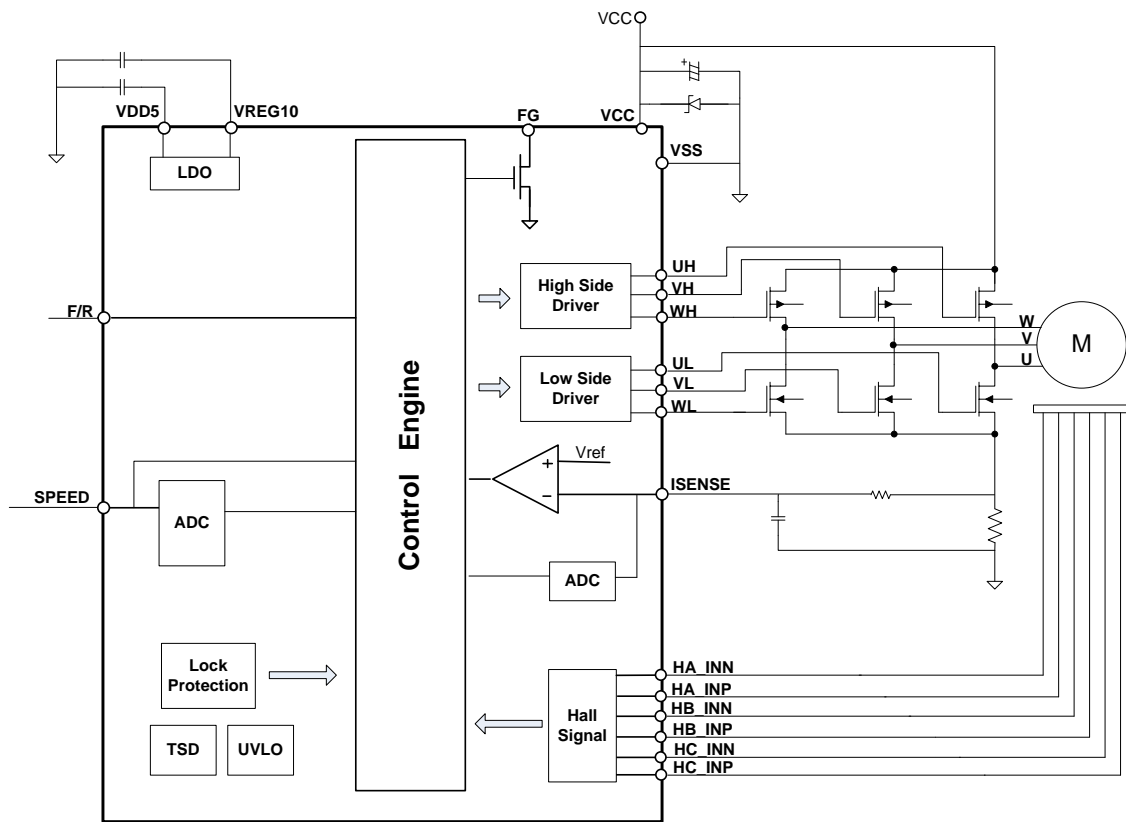 VCC
VDD5
VREG10
FG
VCC
LDO
VSS
UH
High Side
Driver
VH
WH
F/R
W
V
U
M
UL
Low Side
Driver
VL
WL
Control Engine
Vref
+
−
SPEED
ISENSE
ADC
ADC
Lock
Protection
HA_INN
HA_INP
Hall
Signal
HB_INN
HB_INP
HC_INN
HC_INP
TSD
UVLO
+